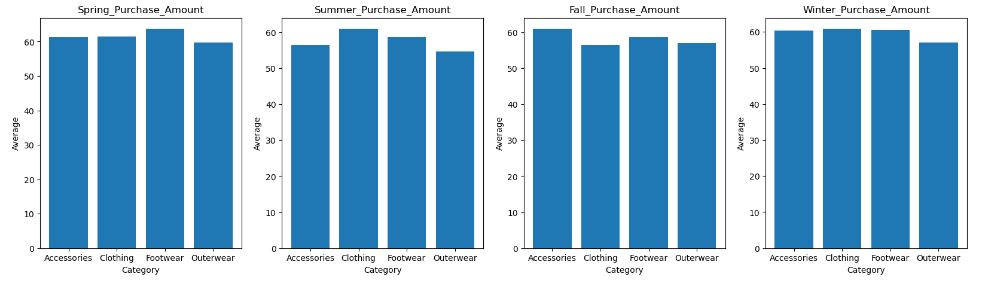 Spring_Purchase_Amount
Average
60
50
40
30
20
10
0
Accessories Clothing Footwear Outerwear
Category
Summer_Purchase_Amount
Average
60
50
40
30
20
10
0
Accessories Clothing Footwear Outerwear
Category
Fall_Purchase_Amount
Average
60
50
40
30
20
10
0
Accessories Clothing Footwear Outerwear
Category
Winter_Purchase_Amount
Average
60
50
40
30
20
10
0
Accessories Clothing Footwear Outerwear
Category